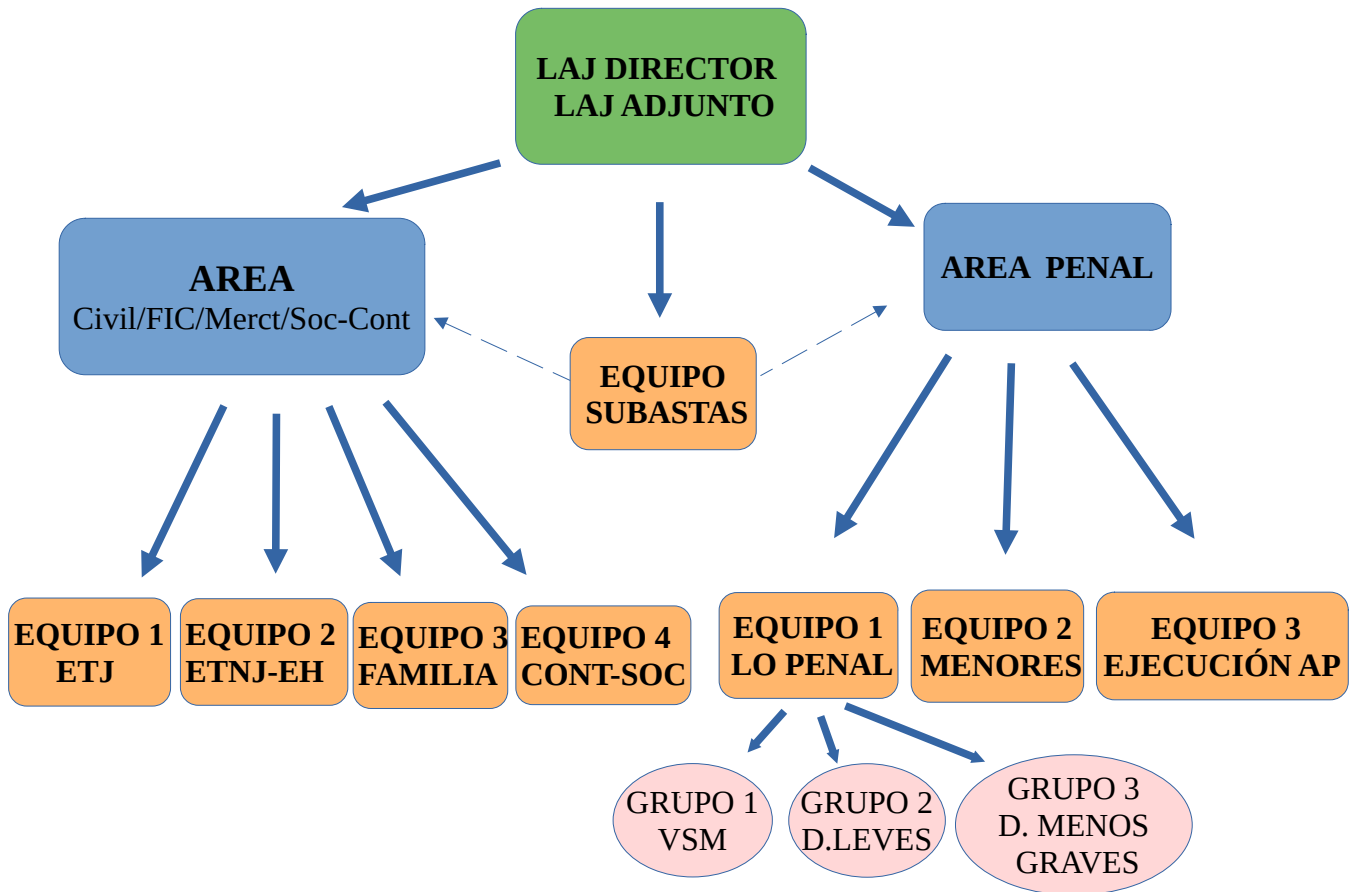 LAJ DIRECTOR
LAJ ADJUNTO
AREA
Civil/FIC/Merct/Soc-Cont
AREA PENAL
EQUIPO
SUBASTAS
EQUIPO 1
ETJ
EQUIPO 2
ETNJ-EH
EQUIPO 3
FAMILIA
EQUIPO 4
CONT-SOC
EQUIPO 1
LO PENAL
EQUIPO 2
MENORES
EQUIPO 3
EJECUCIÓN AP
GRUPO 1
VSM
GRUPO 2
D.LEVES
GRUPO 3
D. MENOS
GRAVES